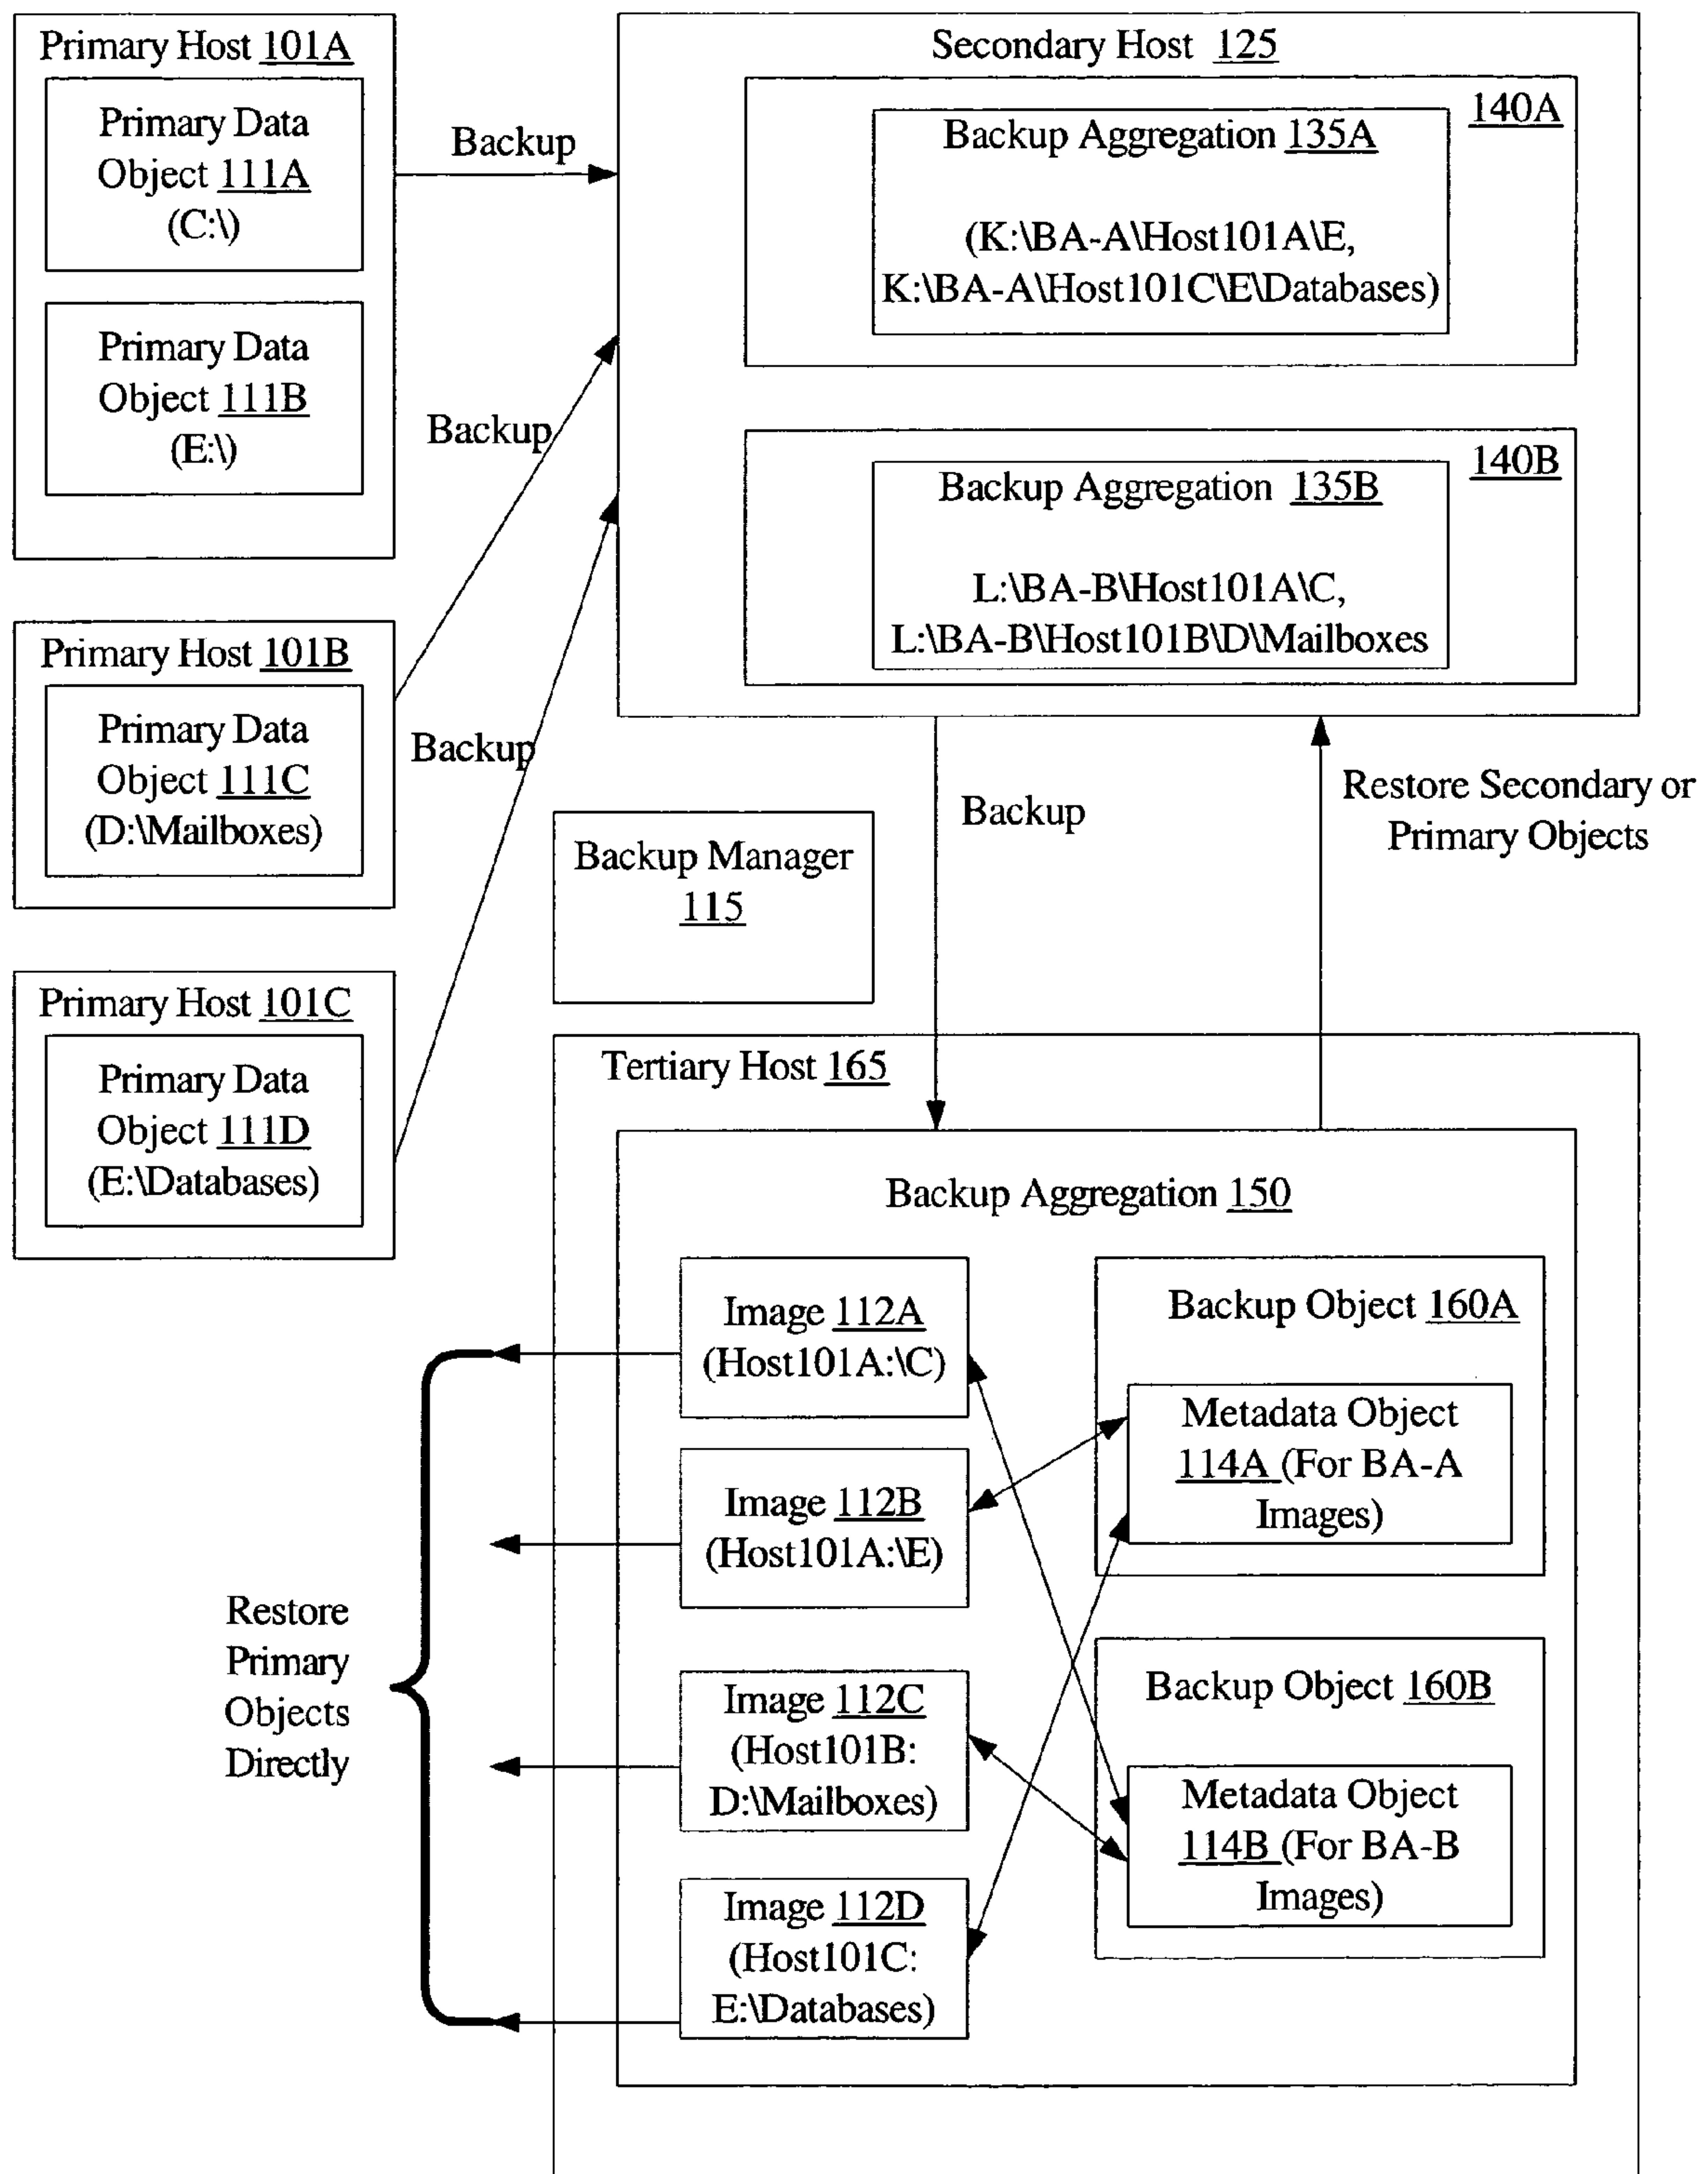 Primary Host 101A
Primary Data
Object 111A
(C:\)
Primary Data
Object 111B
(E:\)
Backup
Secondary Host 125
140A
Backup Aggregation 135A
(K:\BA-A\Host101A\E,
K:\BA-A\Host101C\E\Databases)
140B
Backup Aggregation 135B
L:\BA-B\Host101A\C,
L:\BA-B\Host101B\D\Mailboxes
Backup
Primary Host 101B
Primary Data
Object 111C
(D:\Mailboxes)
Backup
Primary Host 101C
Primary Data
Object 111D
(E:\Databases)
Backup Manager
115
Backup
Restore Secondary or
Primary Objects
Tertiary Host 165
Backup Aggregation 150
Image 112A
(Host101A:\C)
Image 112B
(Host101A:\E)
Image 112C
(Host101B:
D:\Mailboxes)
Image 112D
(Host101C:
E:\Databases)
Backup Object 160A
Metadata Object
114A (For BA-A
Images)
Backup Object 160B
Metadata Object
114B (For BA-B
Images)
Restore
Primary
Objects
Directly